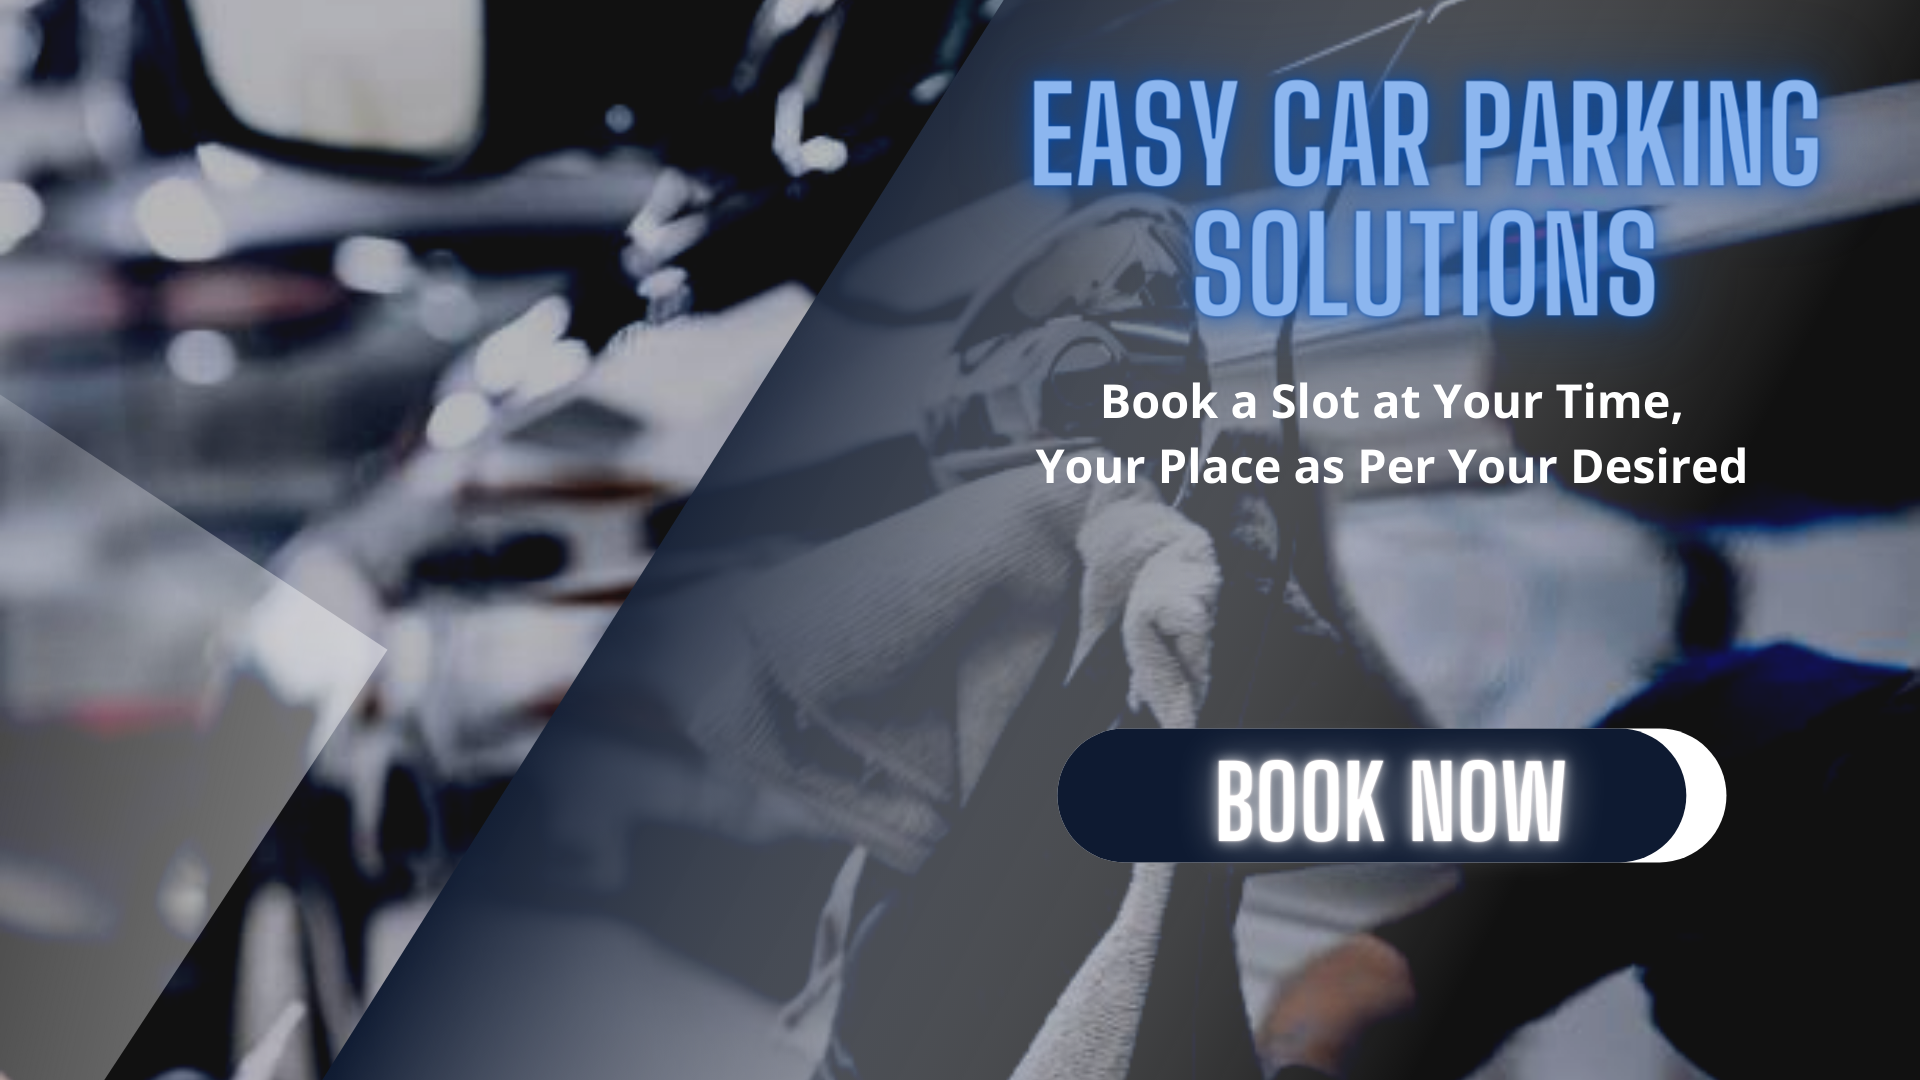 EASY CAR PARKING
SOLUTIONS
Book a Slot at Your Time,
Your Place as Per Your Desired
BOOK NOW